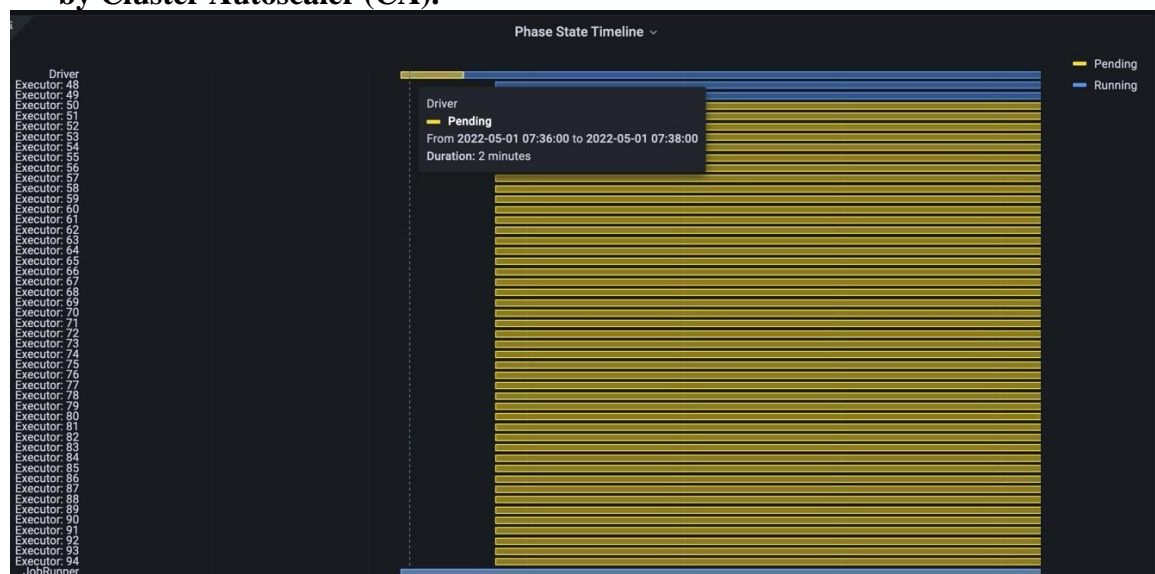 by Cluster Autoscaler (CA).
Phase State Timeline
Pending
Running
Driver
Executor: 48
Executor: 49
Executor: 50
Executor: 51
Executor: 52
Executor: 53
Executor: 54
Executor: 55
Executor: 56
Executor: 57
Executor: 58
Executor: 59
Executor: 60
Executor: 61
Executor: 62
Executor: 63
Executor: 64
Executor: 65
Executor: 66
Executor: 67
Executor: 68
Executor: 69
Executor: 70
Executor: 71
Executor: 72
Executor: 73
Executor: 74
Executor: 75
Executor: 76
Executor: 77
Executor: 78
Executor: 79
Executor: 80
Executor: 81
Executor: 82
Executor: 83
Executor: 84
Executor: 85
Executor: 86
Executor: 87
Executor: 88
Executor: 89
Executor: 90
Executor: 91
Executor: 92
Executor: 93
Executor: 94
JobRunner
Driver
Pending
From 2022-05-01 07:36:00 to 2022-05-01 07:38:00
Duration: 2 minutes